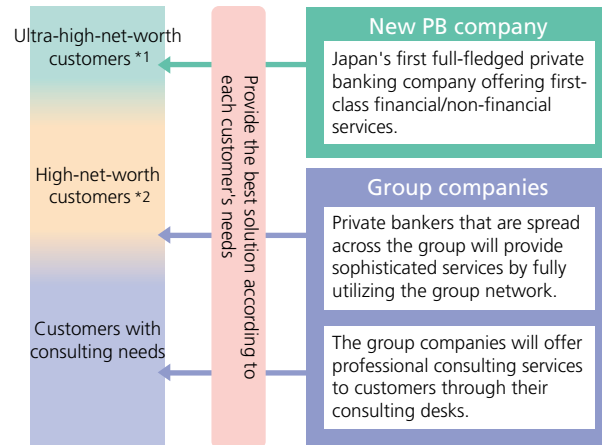 Ultra-high-net-worth
customers *1
High-net-worth
customers *2
Customers with
consulting needs
Provide the best solution according to
each customer's needs
New PB company
Japan's first full-fledged private
banking company offering first-
class financial/non-financial
services.
Group companies
Private bankers that are spread
across the group will provide
sophisticated services by fully
utilizing the group network.
The group companies will offer
professional consulting services
to customers through their
consulting desks.